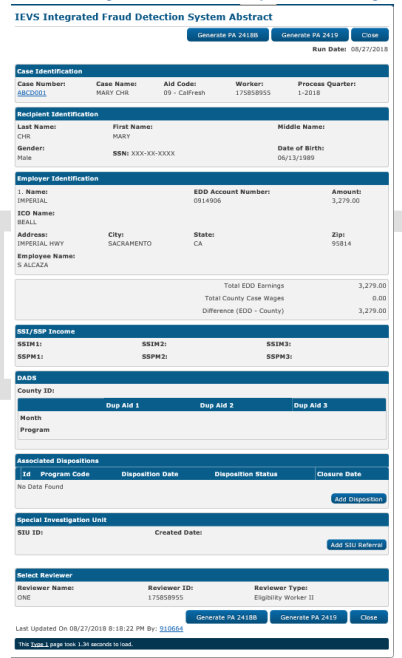 IEVS Integrated Fraud Detection System Abstract
Generate PA 2418B Generate PA 2419 Close
Run Date: 08/27/2018
Case Identification
Case Number: Case Name: Aid Code: Worker: Process Quarter:
ABCD001 MARY CHR 09 - CalFresh 175858955 1-2018
Recipient Identification
Last Name: First Name: Middle Name:
CHR MARY
Gender: SSN: XXX-XX-XXXX Date of Birth:
Male 06/13/1989
Employer Identification
1. Name: EDD Account Number: Amount:
IMPERIAL 0914906 3,279.00
ICO Name:
BEALL
Address: City: State: Zip:
IMPERIAL HWY SACRAMENTO CA 95814
Employee Name:
S ALCAZA
Total EDD Earnings 3,279.00
Total County Case Wages 0.00
Difference (EDD - County) 3,279.00
SSI/SSP Income
SSIM1: SSIM2: SSIM3:
SSPM1: SSPM2: SSPM3:
DADS
County ID:
Dup Aid 1 Dup Aid 2 Dup Aid 3
Month
Program
Associated Dispositions
Id Program Code Disposition Date Disposition Status Closure Date
No Data Found
Add Disposition
Special Investigation Unit
SIU ID: Created Date:
Add SIU Referral
Select Reviewer
Reviewer Name: Reviewer ID: Reviewer Type:
ONE 175858955 Eligibility Worker II
Generate PA 2418B Generate PA 2419 Close
Last Updated On 08/27/2018 8:18:22 PM By: 910664
This Type 1 page took 1.34 seconds to load.